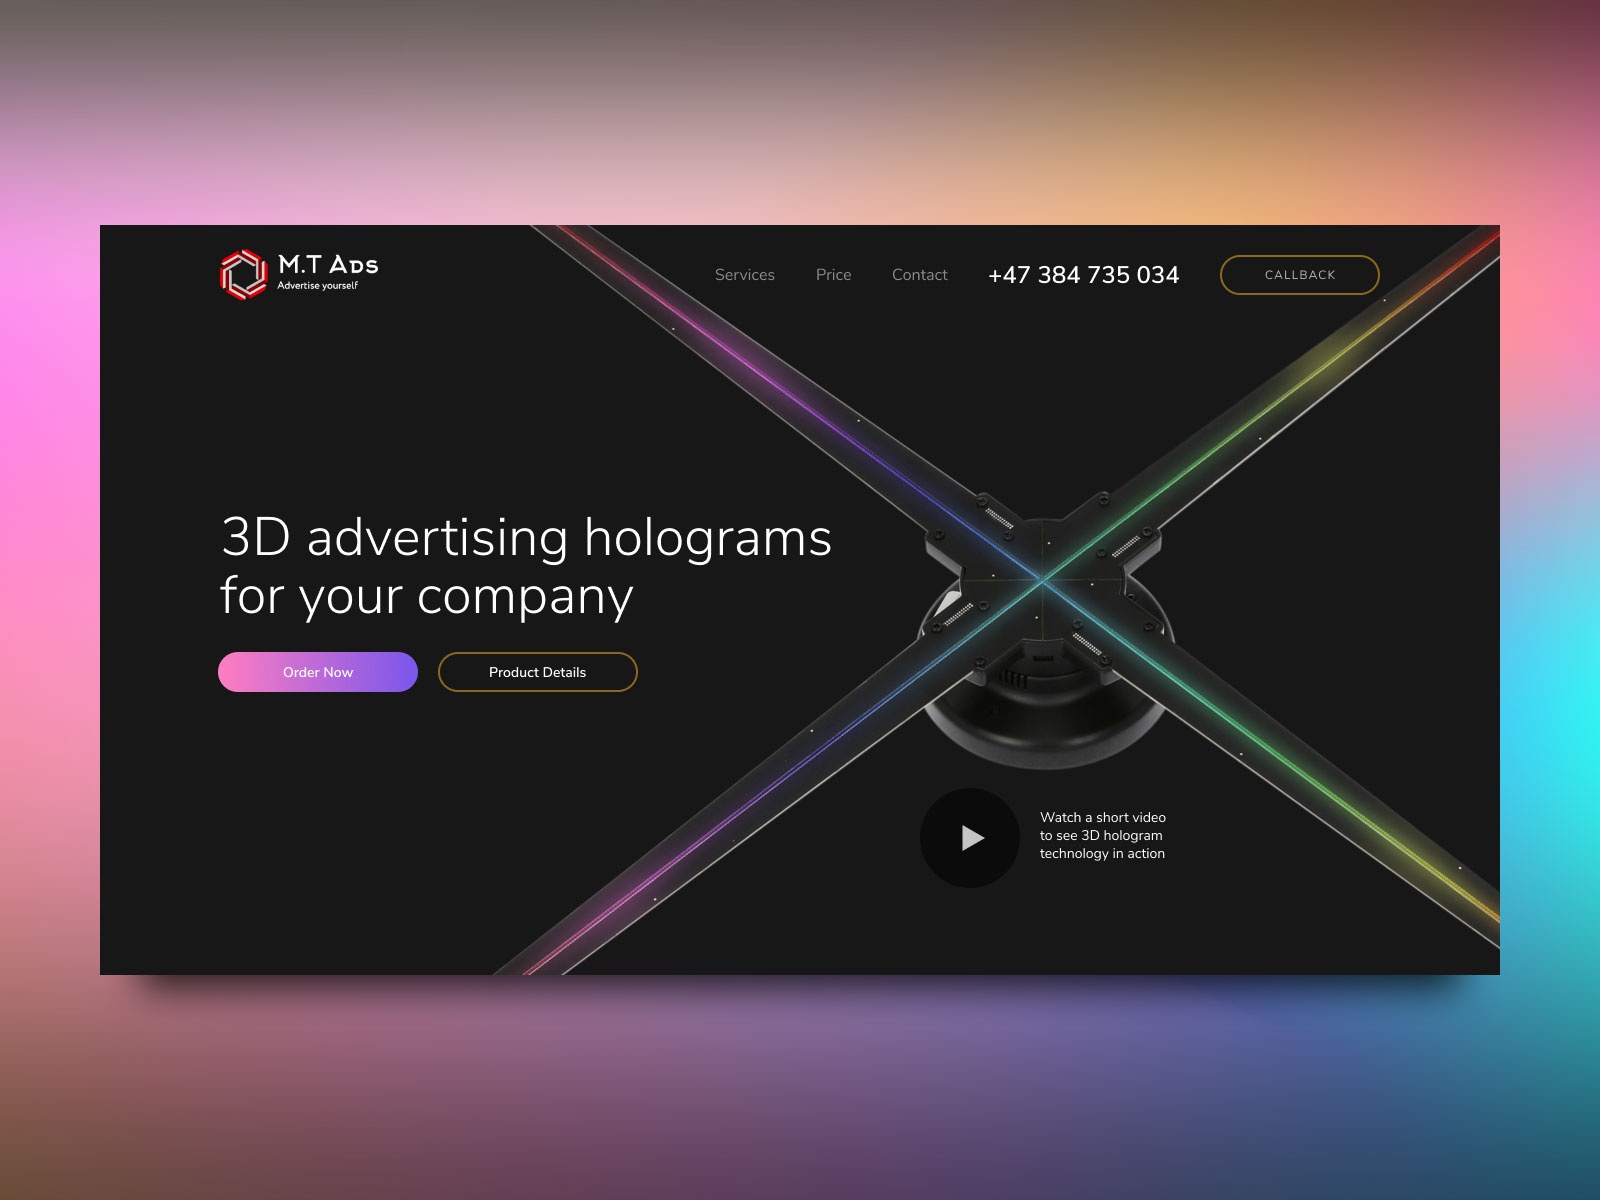 M.T Ads
Advertise yourself
Services
Price
Contact
+47 384 735 034
CALLBACK
3D advertising holograms
for your company
Order Now
Product Details
Watch a short video
to see 3D hologram
technology in action